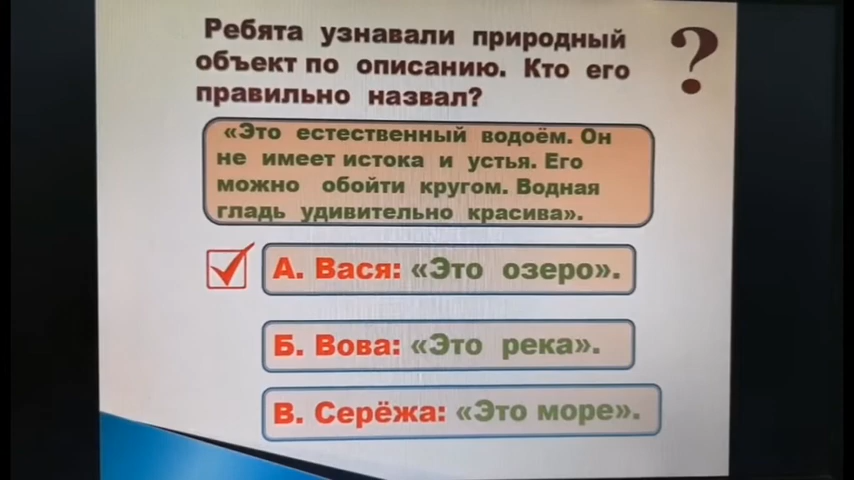 Ребята узнавали природный
объект по описанию. Кто его
правильно назвал?
?
«Это естественный водоём. Он
не имеет истока и устья. Его
можно обойти кругом. Водная
гладь удивительно красива».
А. Вася: «Это озеро».
Б. Вова: «Это река».
В. Серёжа: «Это море».